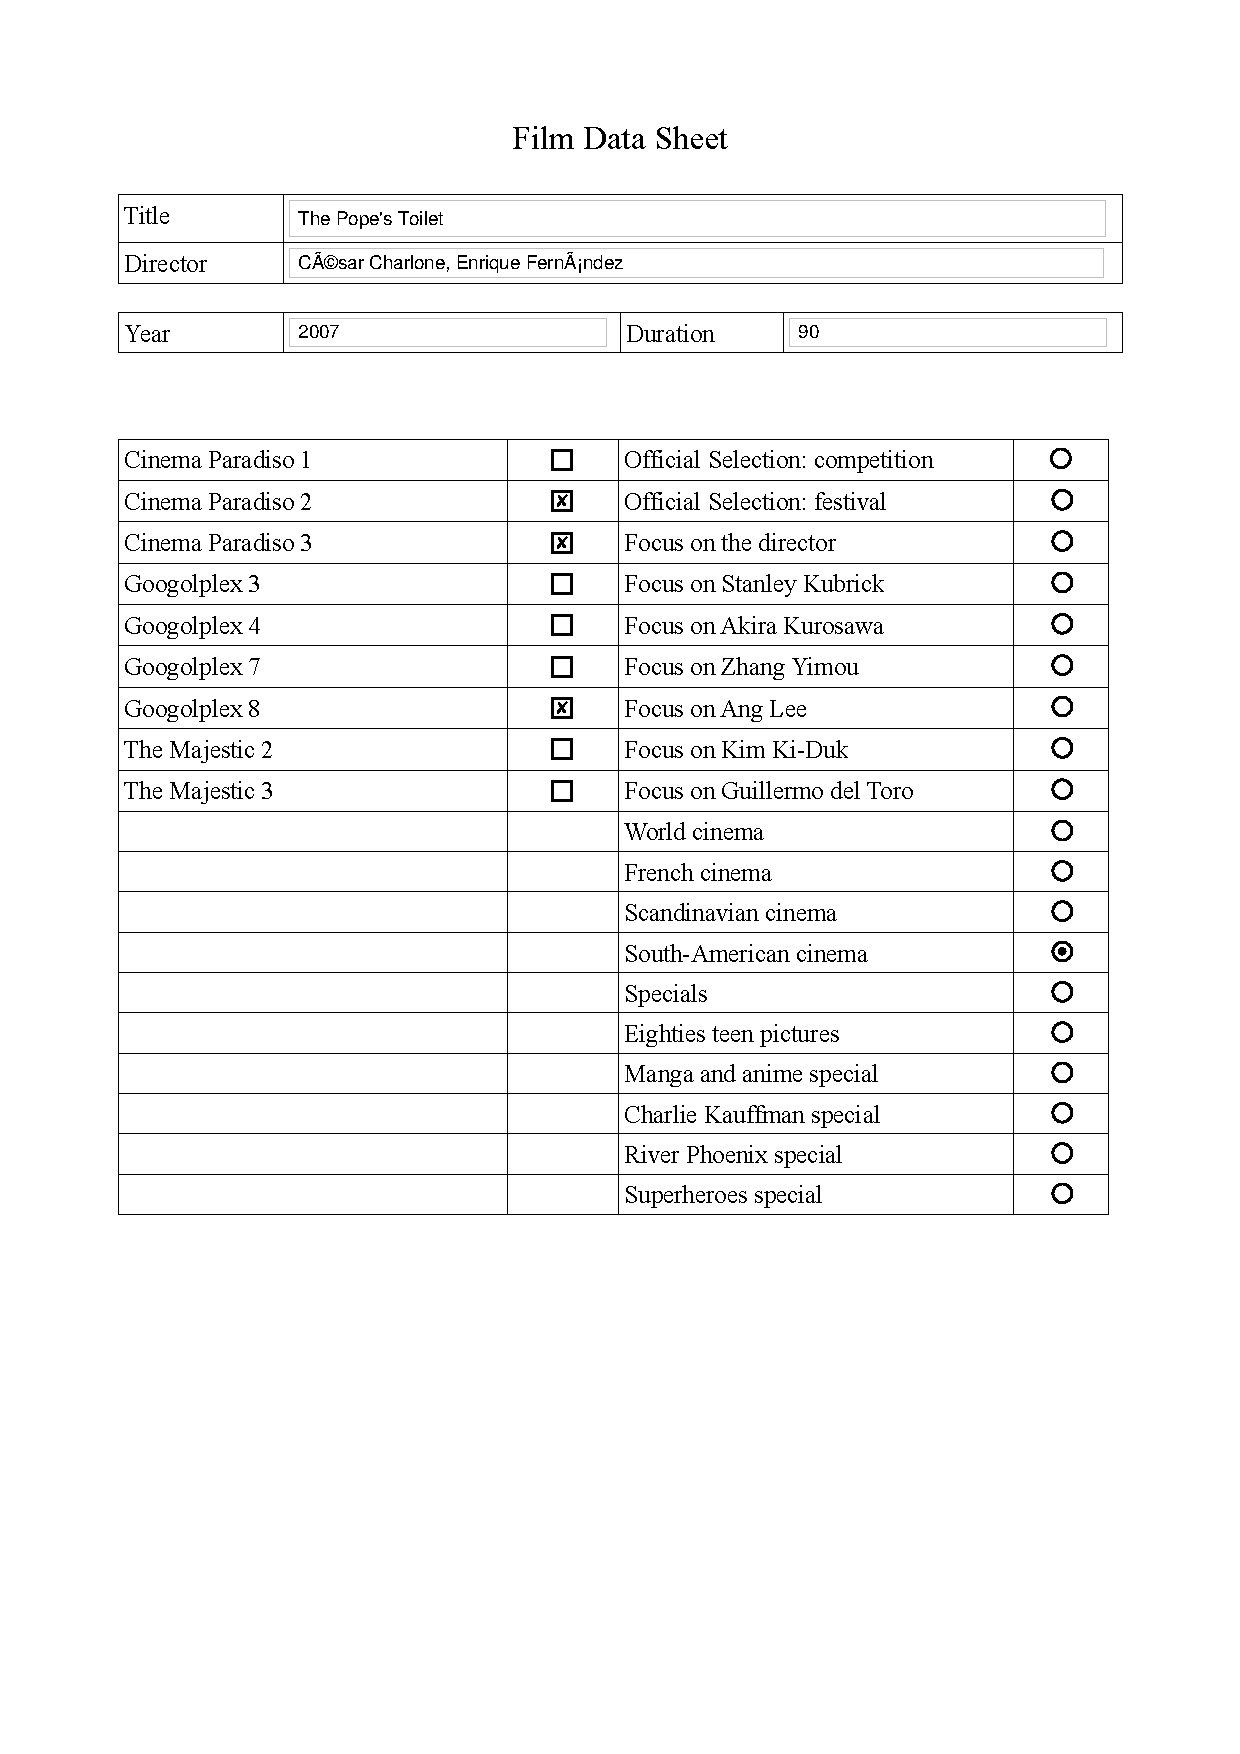 Film Data Sheet
Title The Pope's Toilet
Director CÃ©sar Charlone, Enrique FernÃ¡ndez
Year 2007 Duration 90
Cinema Paradiso 1 Official Selection: competition
Cinema Paradiso 2 Official Selection: festival
Cinema Paradiso 3 Focus on the director
Googolplex 3 Focus on Stanley Kubrick
Googolplex 4 Focus on Akira Kurosawa
Googolplex 7 Focus on Zhang Yimou
Googolplex 8 Focus on Ang Lee
The Majestic 2 Focus on Kim Ki-Duk
The Majestic 3 Focus on Guillermo del Toro
World cinema
French cinema
Scandinavian cinema
South-American cinema
Specials
Eighties teen pictures
Manga and anime special
Charlie Kauffman special
River Phoenix special
Superheroes special